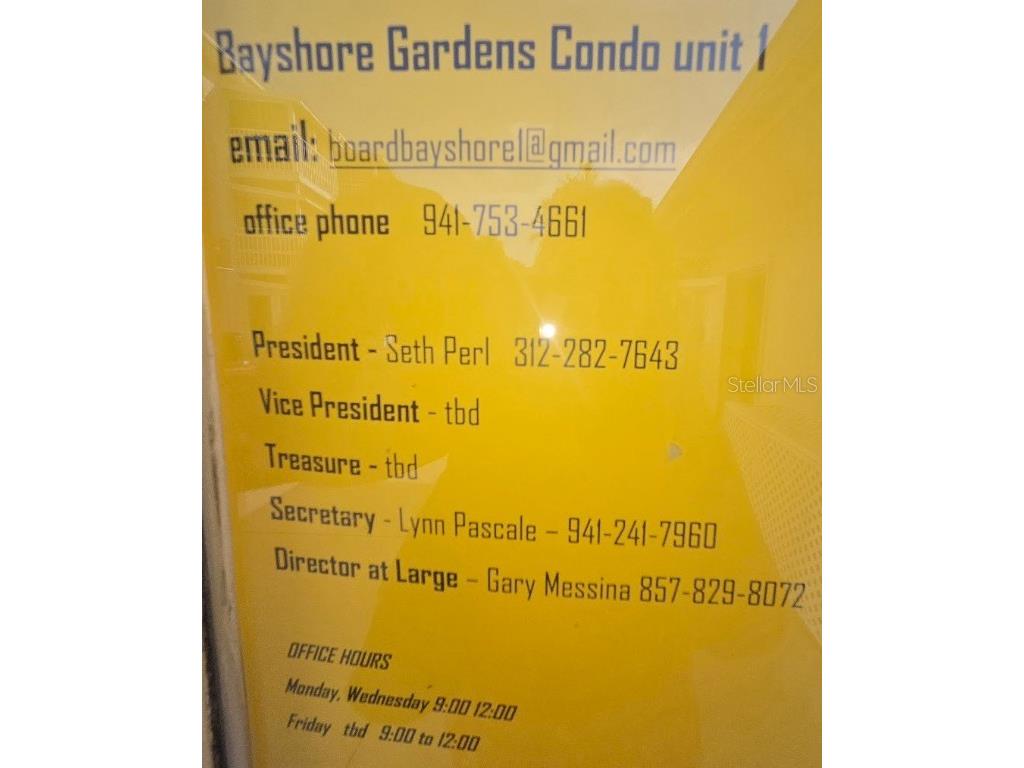 Bayshore Gardens Condo unit 1
email: boardbayshore1@gmail.com
office phone 941-753-4661
President - Seth Perl 312-282-7643
StellarMLS
Vice President - tbd
Treasure - tbd
Secretary - Lynn Pascale – 941-241-7960
Director at Large – Gary Messina 857-829-8072
OFFICE HOURS
Monday, Wednesday 9:00 12:00
Friday tbd 9:00 to 12:00